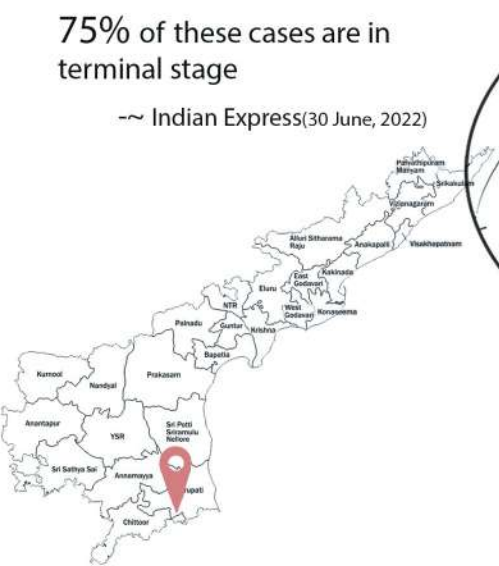 75% of these cases are in
terminal stage
-~ Indian Express(30 June, 2022)
Parvathipuram
Manyam
Srikakulam
Vizianagaram
Alluri Sitharama
Raju
Anakapalli
Visakhapatnam
East
Godavari
Kakinada
Eluru
NTR
West
Godavari
Konaseema
Palnadu
Guntur
Krishna
Bapatla
Kurnool
Nandyal
Prakasam
Anantapur
YSR
Sri Potti
Sriramulu
Nellore
Sri Sathya Sai
Annamayya
rupati
Chittoor